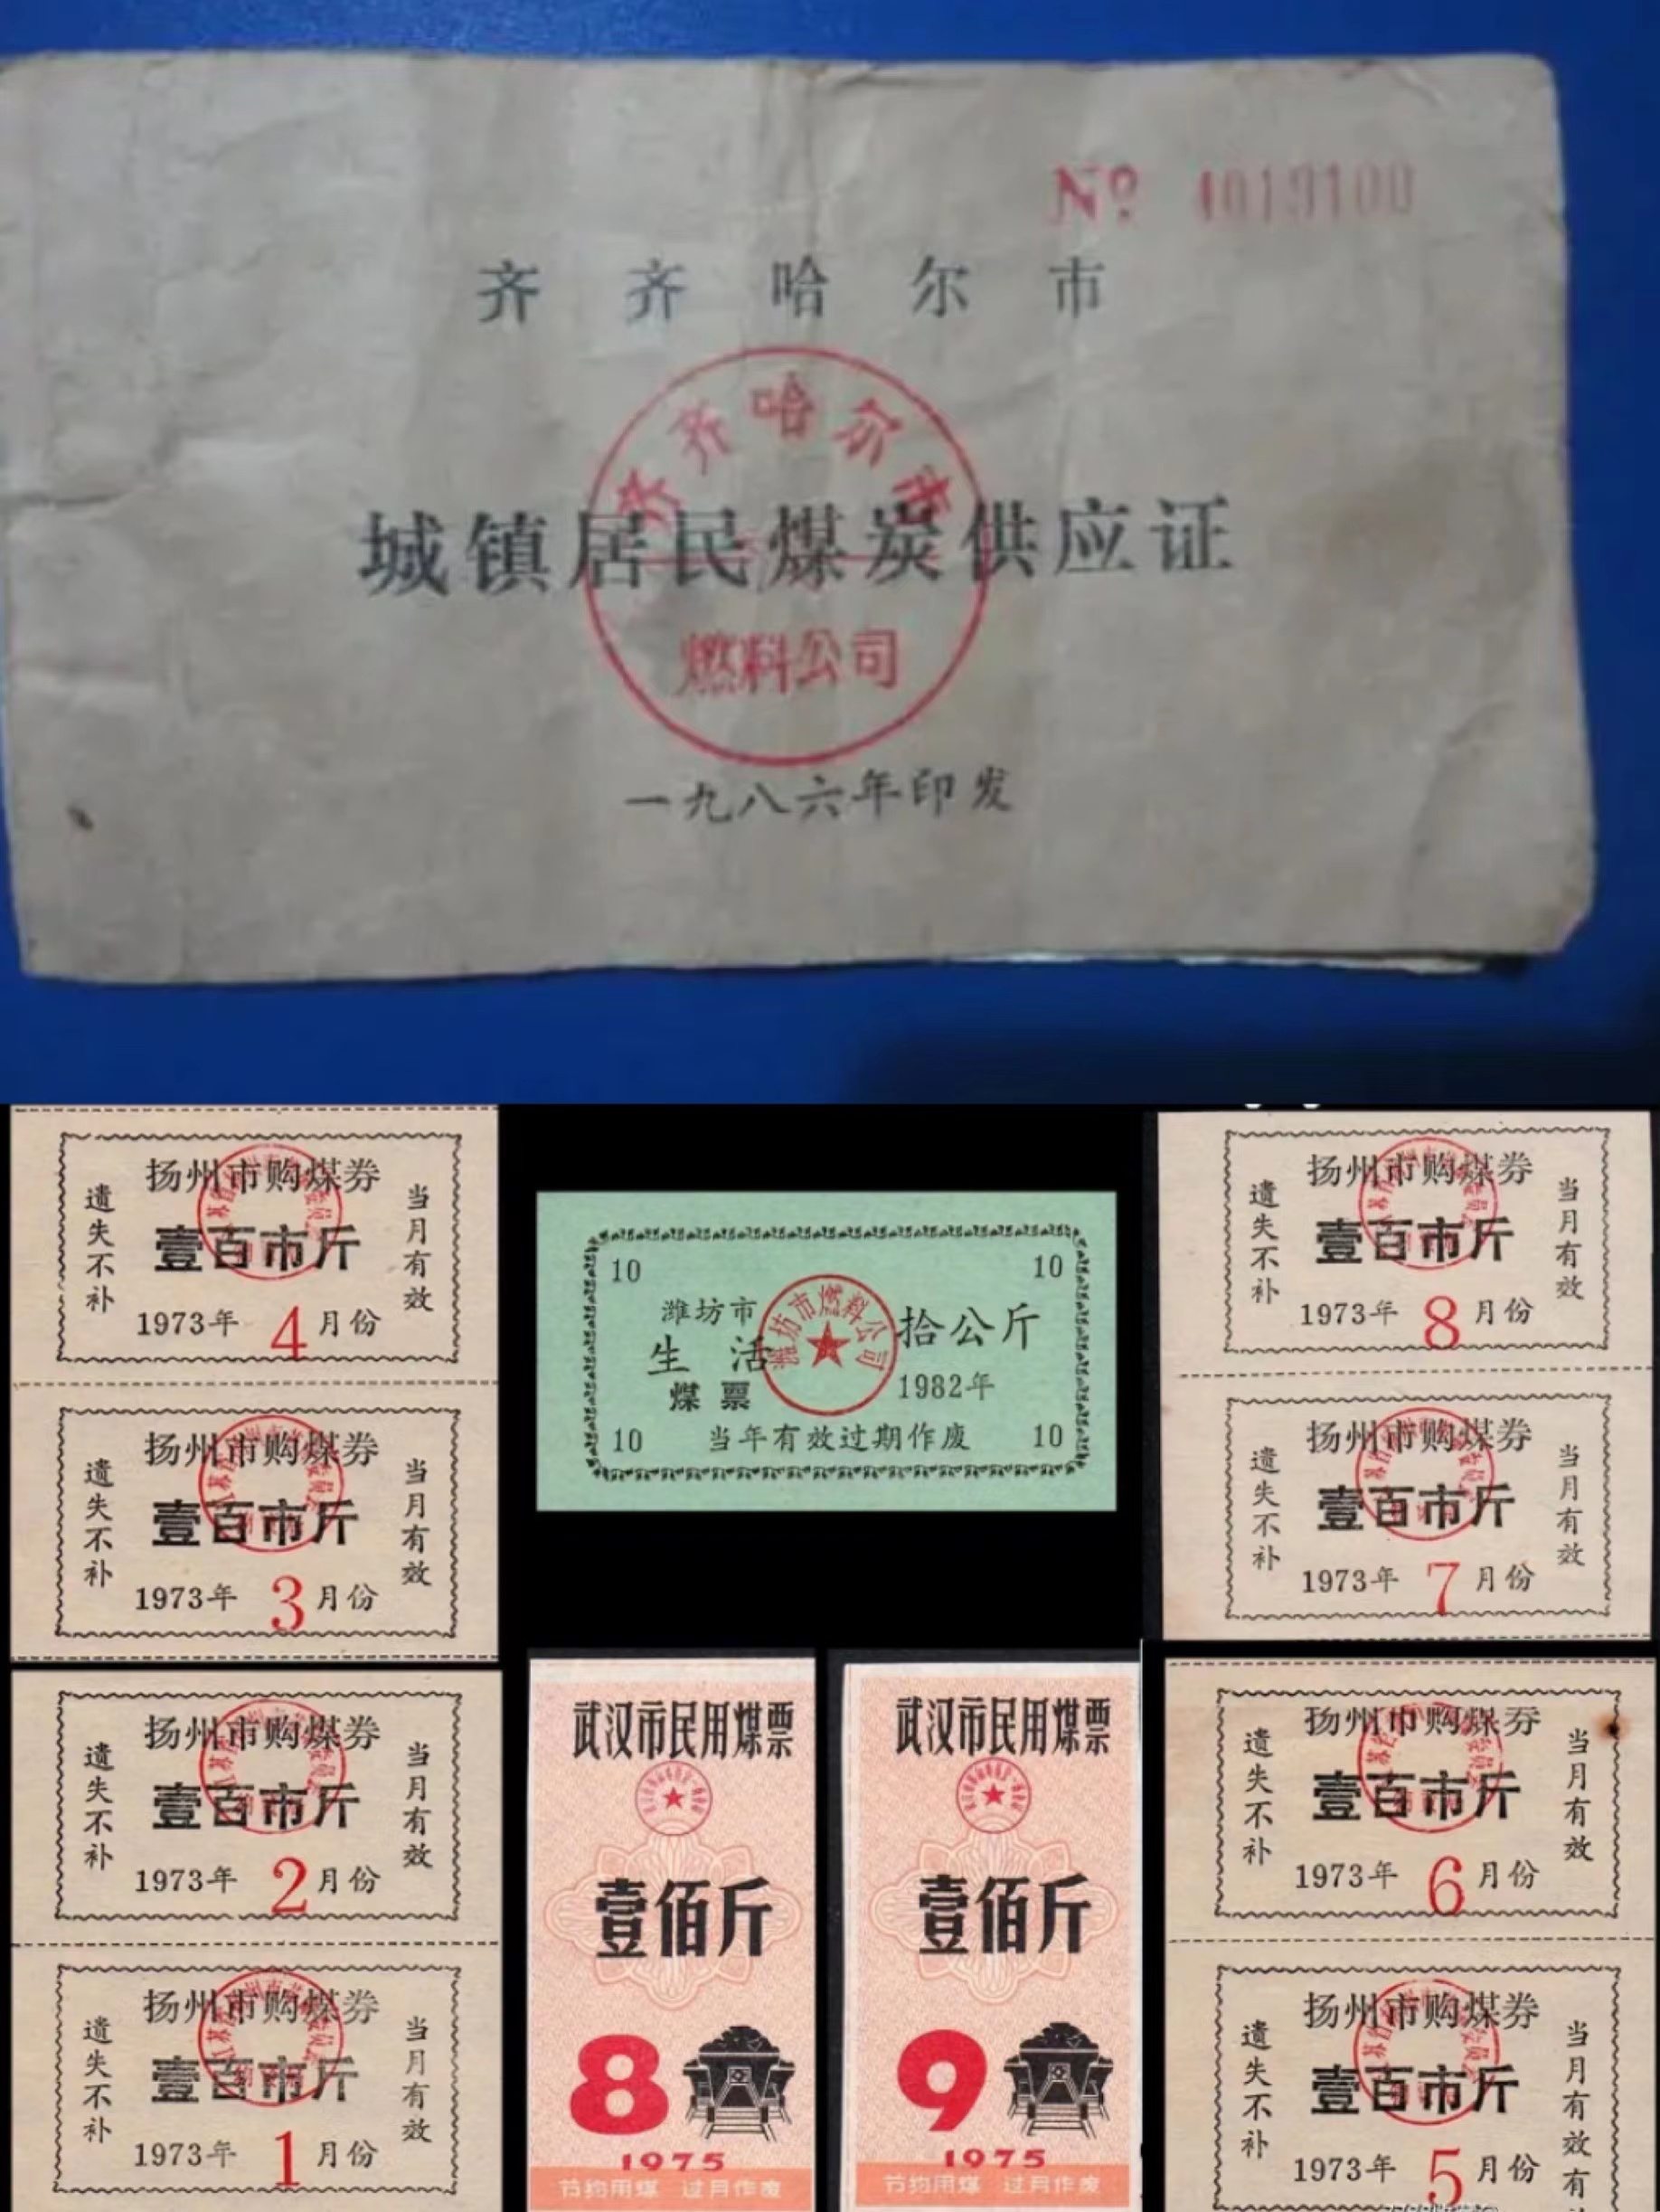 № 4019100
齐齐哈尔市
齐齐哈尔市
城镇居民煤炭供应证
燃料公司
一九八六年印发
扬州市购煤券
遗失不补
壹百市斤
当月有效
1973年 4 月份
扬州市购煤券
遗失不补
壹百市斤
当月有效
1973年 3 月份
扬州市购煤券
遗失不补
壹百市斤
当月有效
1973年 2 月份
扬州市购煤券
遗失不补
壹百市斤
当月有效
1973年 1 月份
10 10
潍坊市
生活
煤票
潍坊市燃料公司
拾公斤
1982年
10 当年有效过期作废 10
武汉市民用煤票
壹佰斤
8
1975
节约用煤 过月作废
武汉市民用煤票
壹佰斤
9
1975
节约用煤 过月作废
扬州市购煤券
遗失不补
壹百市斤
当月有效
1973年 8 月份
扬州市购煤券
遗失不补
壹百市斤
当月有效
1973年 7 月份
扬州市购煤券
遗失不补
壹百市斤
当月有效
1973年 6 月份
扬州市购煤券
遗失不补
壹百市斤
当月有效
1973年 5 月份